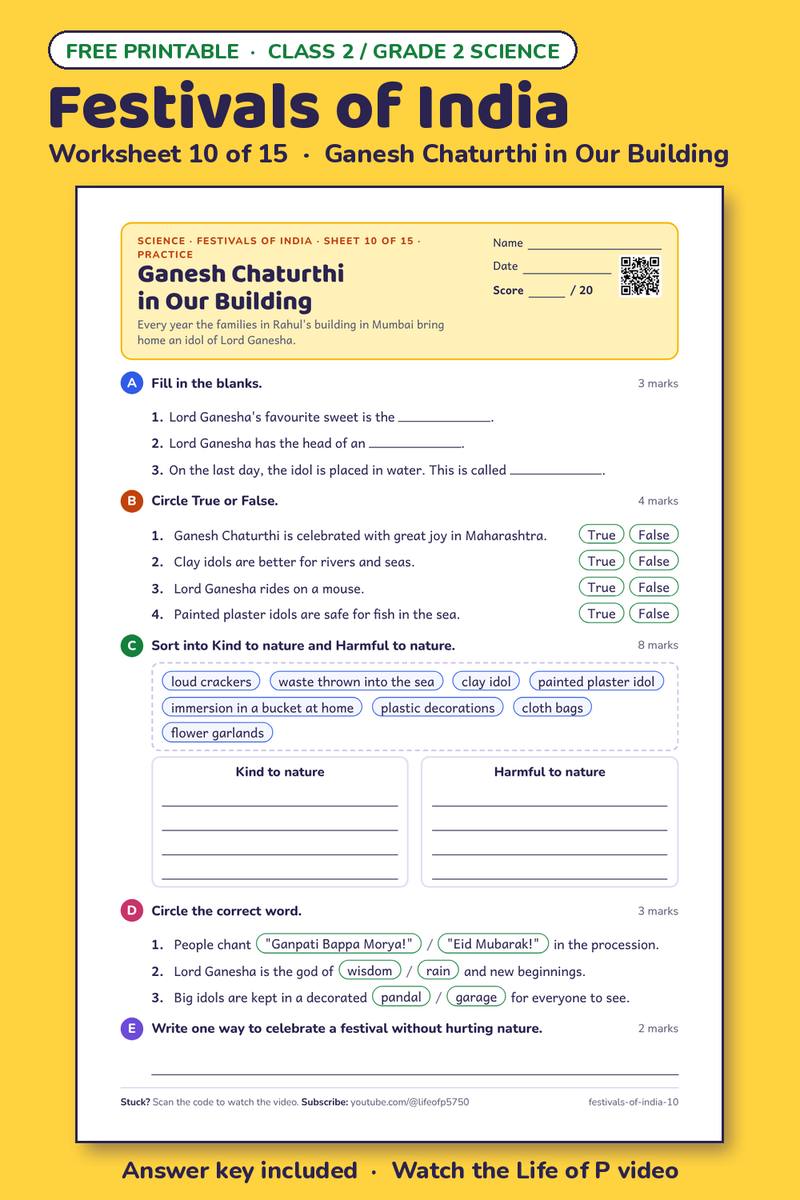 FREE PRINTABLE · CLASS 2 / GRADE 2 SCIENCE
Festivals of India
Worksheet 10 of 15 · Ganesh Chaturthi in Our Building
SCIENCE · FESTIVALS OF INDIA · SHEET 10 OF 15 ·
PRACTICE
Ganesh Chaturthi
in Our Building
Every year the families in Rahul's building in Mumbai bring
home an idol of Lord Ganesha.
Name ____________
Date ____________
Score ______ / 20
A Fill in the blanks. 3 marks
1. Lord Ganesha's favourite sweet is the ____________.
2. Lord Ganesha has the head of an ____________.
3. On the last day, the idol is placed in water. This is called ____________.
B Circle True or False. 4 marks
1. Ganesh Chaturthi is celebrated with great joy in Maharashtra. True False
2. Clay idols are better for rivers and seas. True False
3. Lord Ganesha rides on a mouse. True False
4. Painted plaster idols are safe for fish in the sea. True False
C Sort into Kind to nature and Harmful to nature. 8 marks
loud crackers waste thrown into the sea clay idol painted plaster idol
immersion in a bucket at home plastic decorations cloth bags
flower garlands
Kind to nature Harmful to nature
D Circle the correct word. 3 marks
1. People chant "Ganpati Bappa Morya!" / "Eid Mubarak!" in the procession.
2. Lord Ganesha is the god of wisdom / rain and new beginnings.
3. Big idols are kept in a decorated pandal / garage for everyone to see.
E Write one way to celebrate a festival without hurting nature. 2 marks
Stuck? Scan the code to watch the video. Subscribe: youtube.com/@lifeofp5750 festivals-of-india-10
Answer key included · Watch the Life of P video